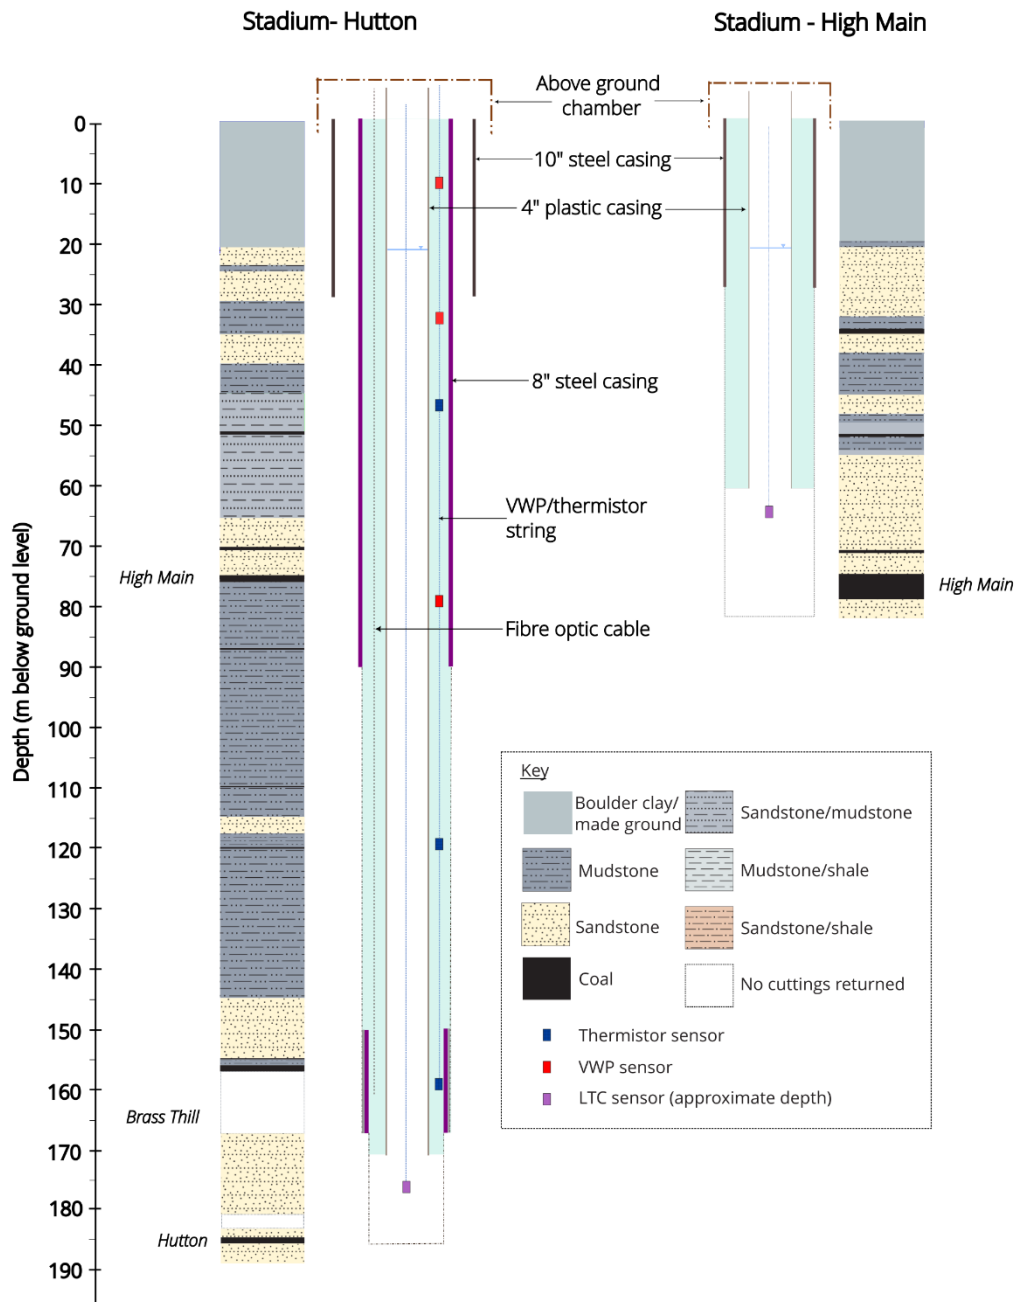 Stadium- Hutton
Stadium - High Main
Above ground
chamber
10" steel casing
4" plastic casing
8" steel casing
VWP/thermistor
string
Fibre optic cable
Depth (m below ground level)
0
10
20
30
40
50
60
70
80
90
100
110
120
130
140
150
160
170
180
190
High Main
Brass Thill
Hutton
High Main
Key
Boulder clay/
made ground
Sandstone/mudstone
Mudstone
Mudstone/shale
Sandstone
Sandstone/shale
Coal
No cuttings returned
Thermistor sensor
VWP sensor
LTC sensor (approximate depth)